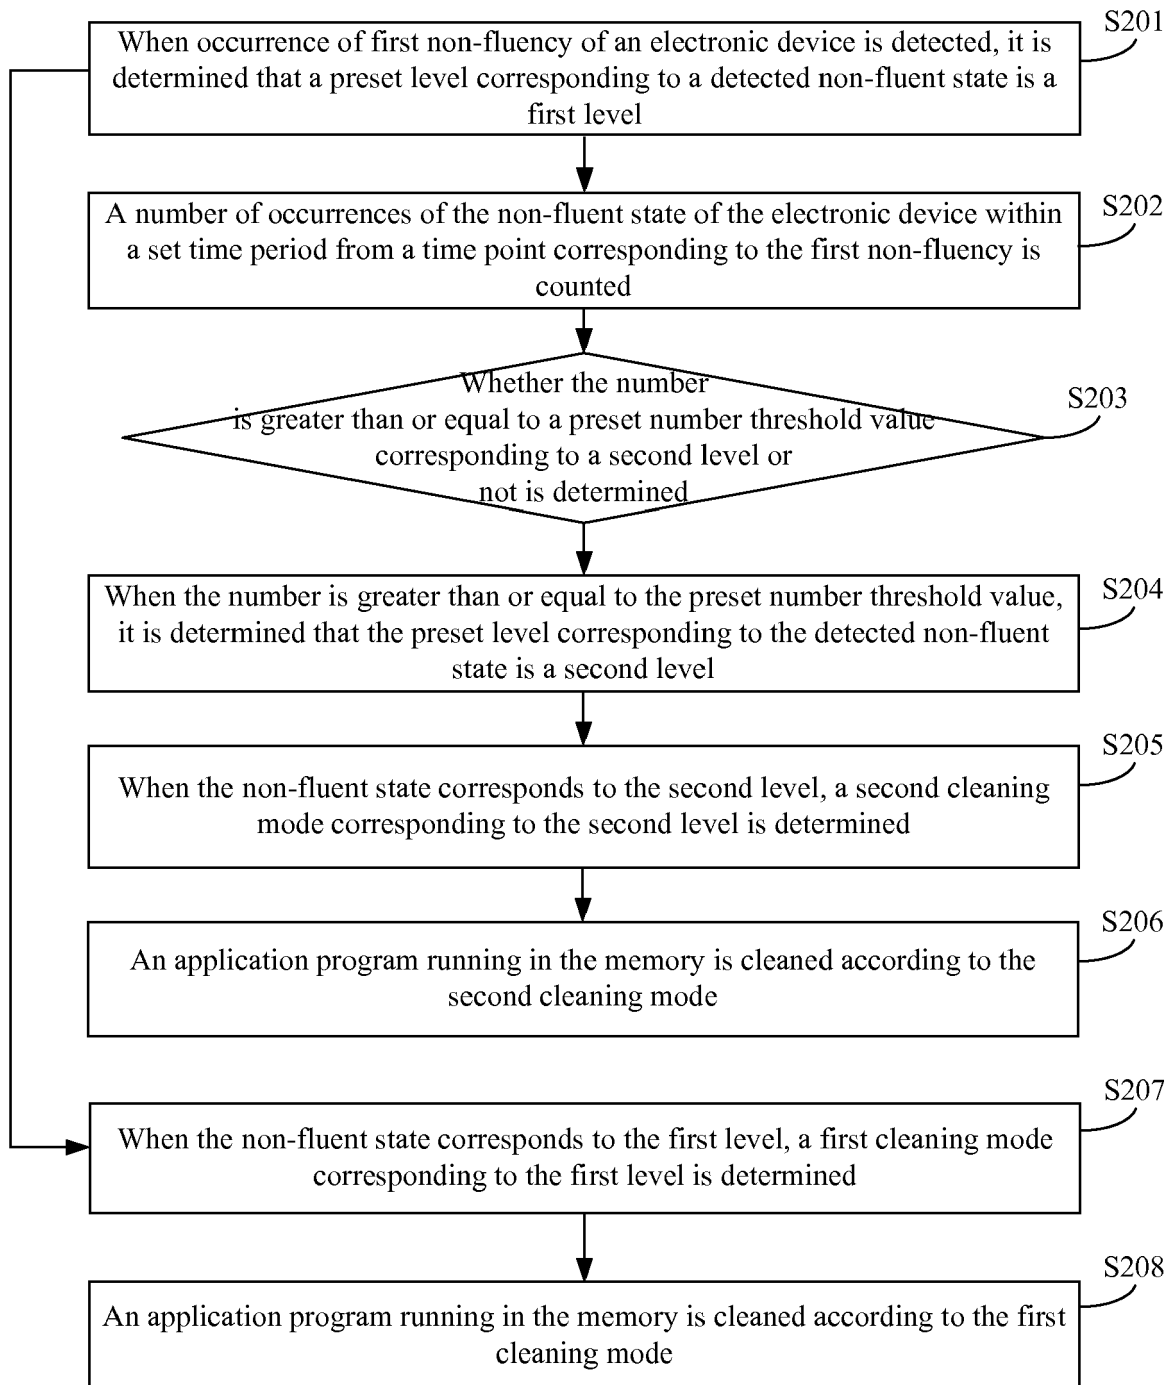 S201
When occurrence of first non-fluency of an electronic device is detected, it is
determined that a preset level corresponding to a detected non-fluent state is a
first level
S202
A number of occurrences of the non-fluent state of the electronic device within
a set time period from a time point corresponding to the first non-fluency is
counted
S203
Whether the number
is greater than or equal to a preset number threshold value
corresponding to a second level or
not is determined
S204
When the number is greater than or equal to the preset number threshold value,
it is determined that the preset level corresponding to the detected non-fluent
state is a second level
S205
When the non-fluent state corresponds to the second level, a second cleaning
mode corresponding to the second level is determined
S206
An application program running in the memory is cleaned according to the
second cleaning mode
S207
When the non-fluent state corresponds to the first level, a first cleaning mode
corresponding to the first level is determined
S208
An application program running in the memory is cleaned according to the first
cleaning mode